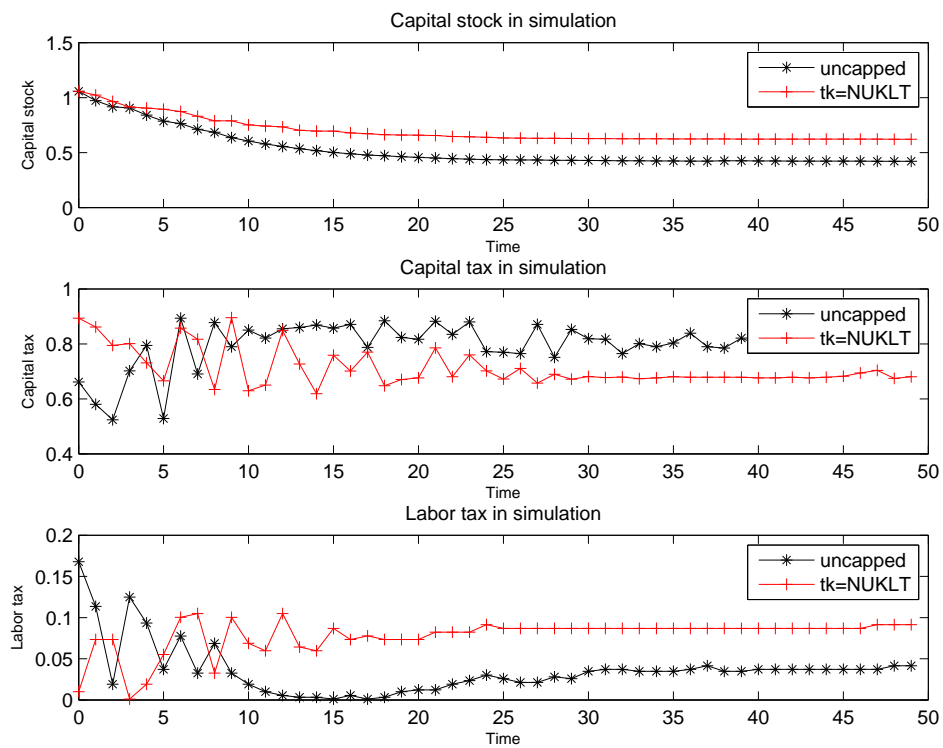 Capital stock in simulation
1.5
1
0.5
0
Capital stock
uncapped
tk=NUKLT
0 5 10 15 20 25 30 35 40 45 50
Time
Capital tax in simulation
1
0.8
0.6
0.4
Capital tax
uncapped
tk=NUKLT
0 5 10 15 20 25 30 35 40 45 50
Time
Labor tax in simulation
0.2
0.15
0.1
0.05
0
Labor tax
uncapped
tk=NUKLT
0 5 10 15 20 25 30 35 40 45 50
Time